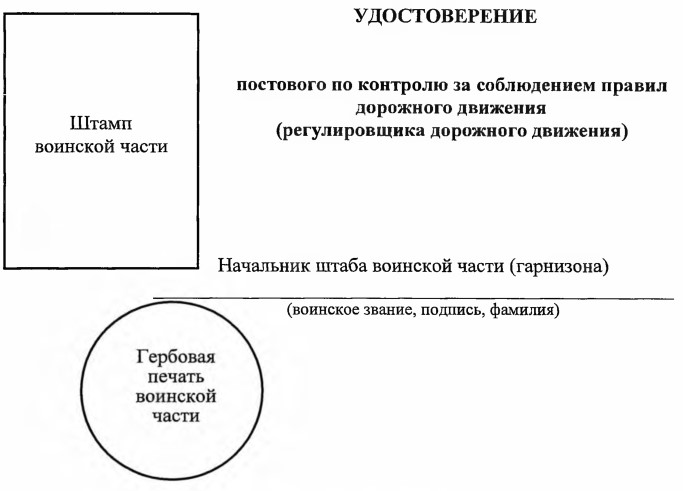 УДОСТОВЕРЕНИЕ
постового по контролю за соблюдением правил
дорожного движения
(регулировщика дорожного движения)
Штамп
воинской части
Начальник штаба воинской части (гарнизона)
(воинское звание, подпись, фамилия)
Гербовая
печать
воинской
части